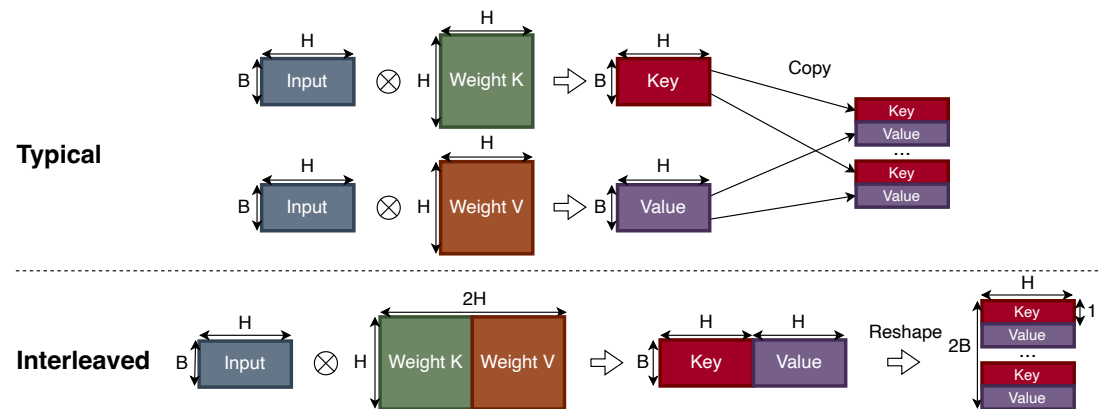 Typical
H
B
Input
H
H
Weight K
H
B
Key
Copy
Key
Value
...
Key
Value
H
B
Input
H
H
Weight V
H
B
Value
Interleaved
H
B
Input
2H
H
Weight K
Weight V
H
H
B
Key
Value
Reshape
H
2B
1
Key
Value
...
Key
Value